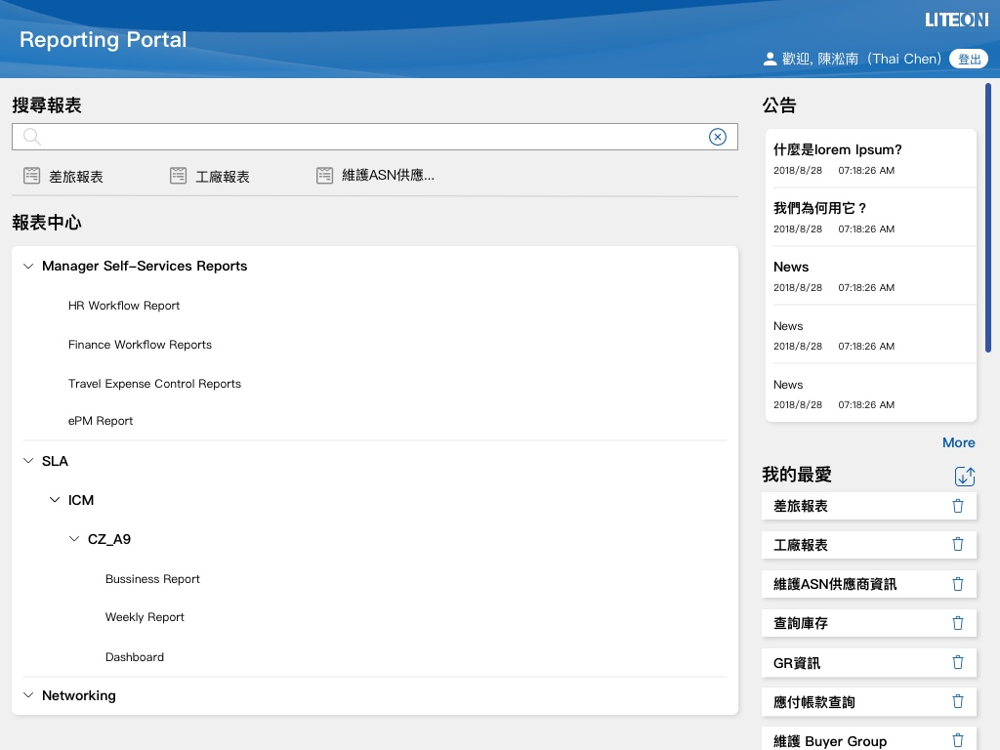 LITEON
Reporting Portal
歡迎, 陳淞南（Thai Chen） 登出
搜尋報表
差旅報表 工廠報表 維護ASN供應...
報表中心
Manager Self-Services Reports
HR Workflow Report
Finance Workflow Reports
Travel Expense Control Reports
ePM Report
SLA
ICM
CZ_A9
Bussiness Report
Weekly Report
Dashboard
Networking
公告
什麼是lorem Ipsum?
2018/8/28 07:18:26 AM
我們為何用它？
2018/8/28 07:18:26 AM
News
2018/8/28 07:18:26 AM
News
2018/8/28 07:18:26 AM
News
2018/8/28 07:18:26 AM
More
我的最愛
差旅報表
工廠報表
維護ASN供應商資訊
查詢庫存
GR資訊
應付帳款查詢
維護 Buyer Group